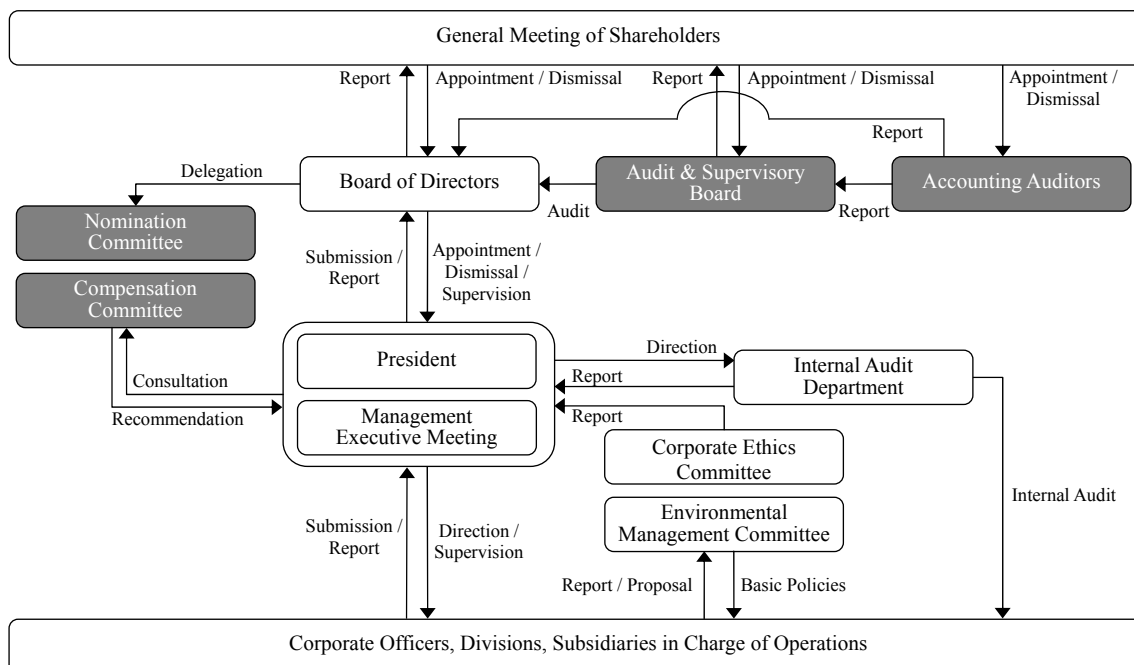 General Meeting of Shareholders
Report
Appointment / Dismissal
Report
Appointment / Dismissal
Appointment /
Dismissal
Report
Delegation
Board of Directors
Audit & Supervisory
Board
Accounting Auditors
Audit
Report
Nomination
Committee
Submission /
Report
Appointment /
Dismissal /
Supervision
Compensation
Committee
President
Direction
Internal Audit
Department
Report
Consultation
Recommendation
Management
Executive Meeting
Report
Corporate Ethics
Committee
Internal Audit
Submission /
Report
Direction /
Supervision
Environmental
Management Committee
Report / Proposal
Basic Policies
Corporate Officers, Divisions, Subsidiaries in Charge of Operations